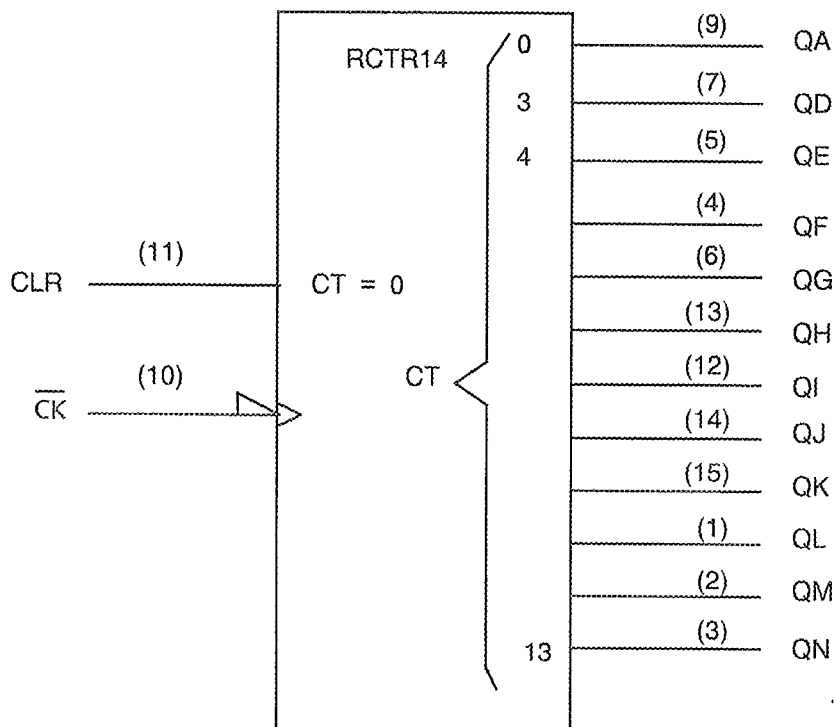 RCTR14
0 (9) QA
3 (7) QD
4 (5) QE
(4) QF
CLR (11) CT = 0
(6) QG
(13) QH
CK (10) CT
(12) QI
(14) QJ
(15) QK
(1) QL
(2) QM
13 (3) QN